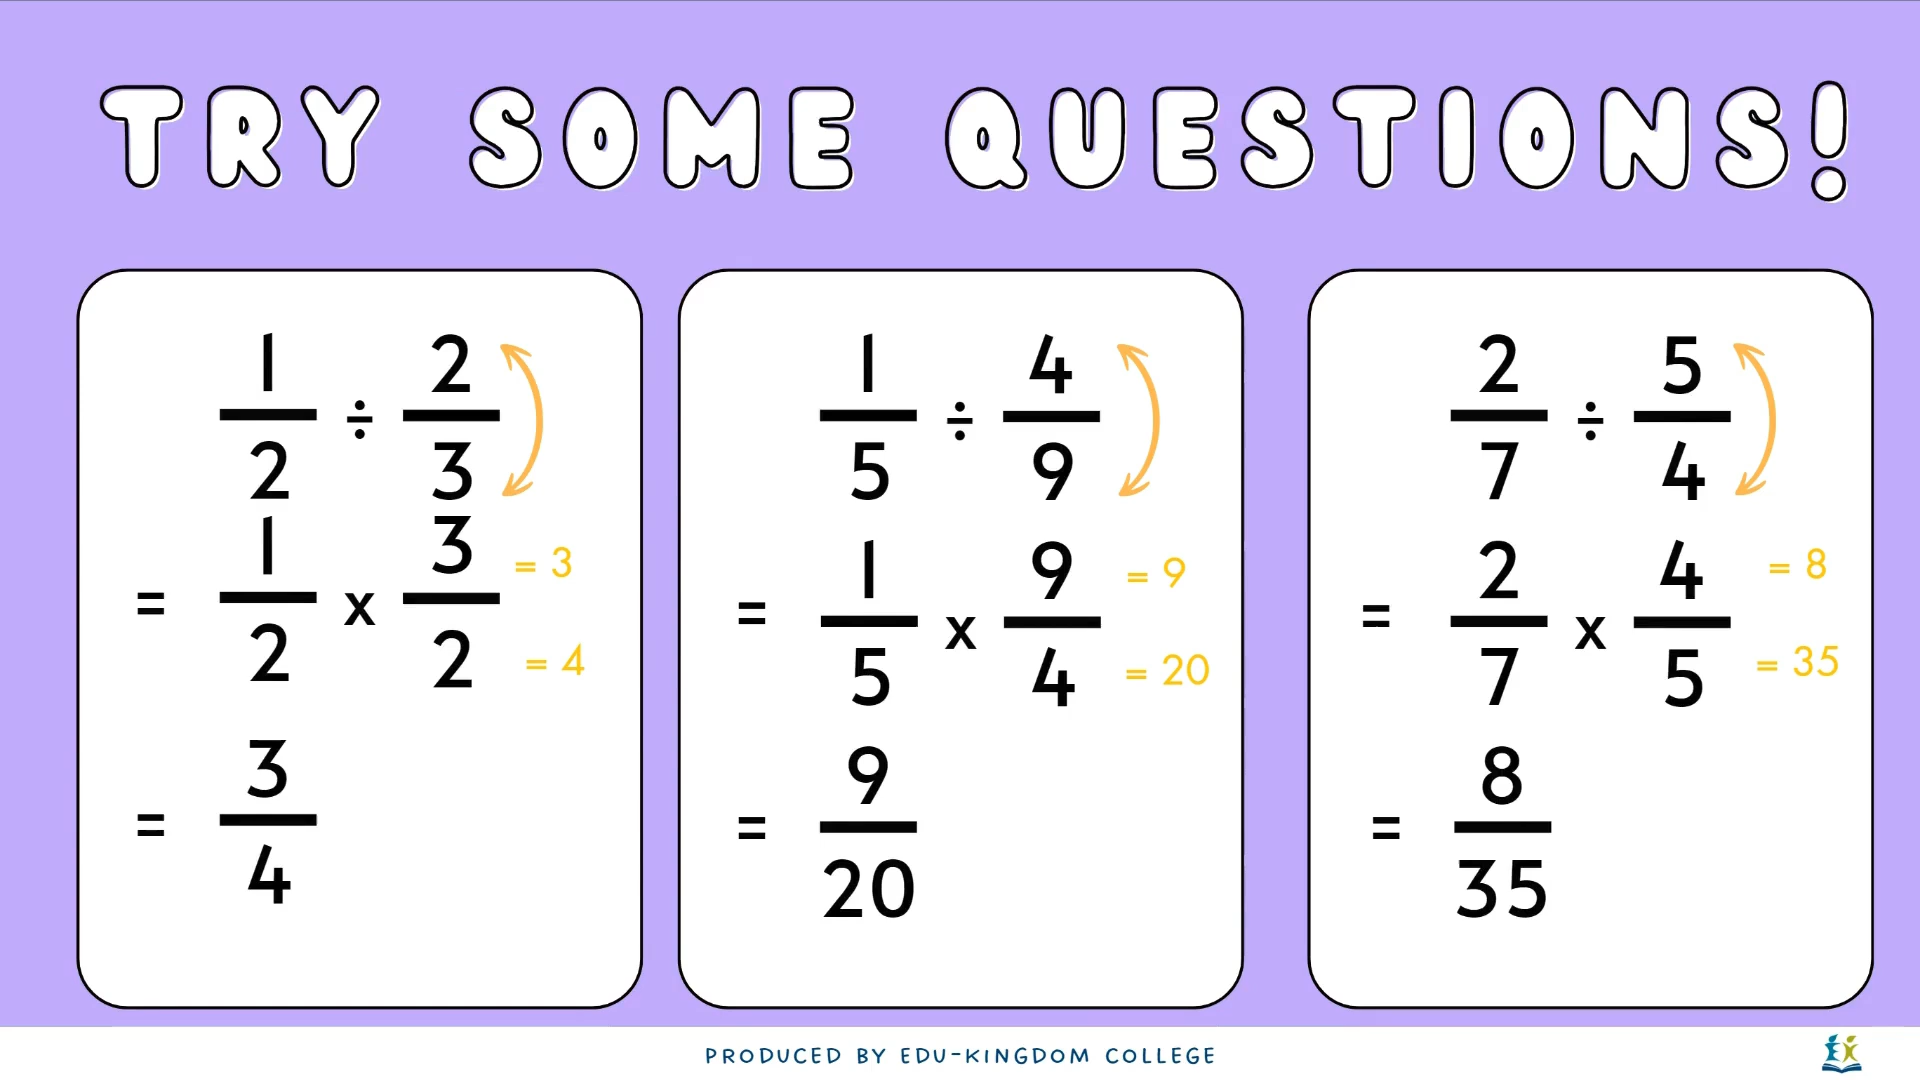 TRY SOME QUESTIONS!
1/2 ÷ 2/3
= 1/2 x 3/2 = 3 = 4
= 3/4
1/5 ÷ 4/9
= 1/5 x 9/4 = 9 = 20
= 9/20
2/7 ÷ 5/4
= 2/7 x 4/5 = 8 = 35
= 8/35
PRODUCED BY EDU-KINGDOM COLLEGE